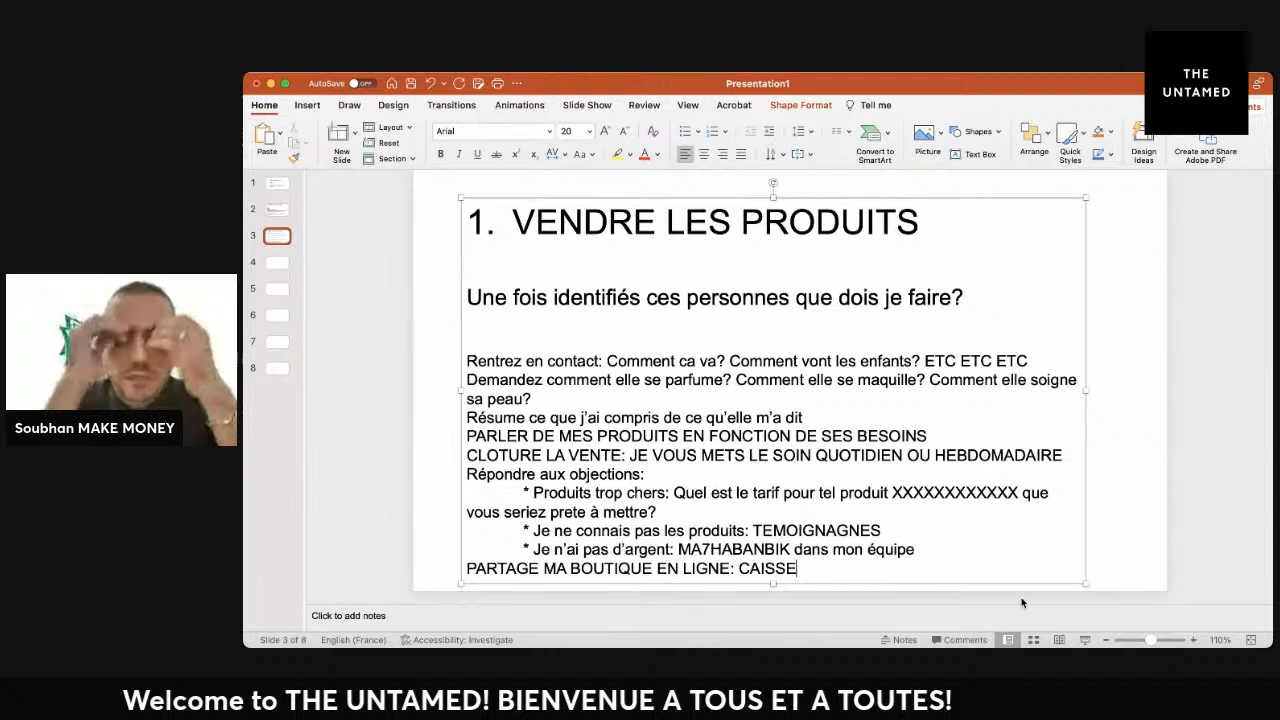 THE
UNTAMED
AutoSave OFF
Presentation1
Home Insert Draw Design Transitions Animations Slide Show Review View Acrobat Shape Format Tell me
Paste
New
Slide
Layout
Reset
Section
Arial 20
Convert to
SmartArt
Picture
Shapes
Text Box
Arrange
Quick
Styles
Design
Ideas
Create and Share
Adobe PDF
1
2
3
4
5
6
7
8
1. VENDRE LES PRODUITS
Une fois identifiés ces personnes que dois je faire?
Rentrez en contact: Comment ca va? Comment vont les enfants? ETC ETC ETC
Demandez comment elle se parfume? Comment elle se maquille? Comment elle soigne
sa peau?
Résume ce que j'ai compris de ce qu'elle m'a dit
PARLER DE MES PRODUITS EN FONCTION DE SES BESOINS
CLOTURE LA VENTE: JE VOUS METS LE SOIN QUOTIDIEN OU HEBDOMADAIRE
Répondre aux objections:
* Produits trop chers: Quel est le tarif pour tel produit XXXXXXXXXXXX que
vous seriez prete à mettre?
* Je ne connais pas les produits: TEMOIGNAGNES
* Je n'ai pas d'argent: MA7HABANBIK dans mon équipe
PARTAGE MA BOUTIQUE EN LIGNE: CAISSE
Click to add notes
Slide 3 of 8 English (France) Accessibility: Investigate Notes Comments 110%
Soubhan MAKE MONEY
Welcome to THE UNTAMED! BIENVENUE A TOUS ET A TOUTES!